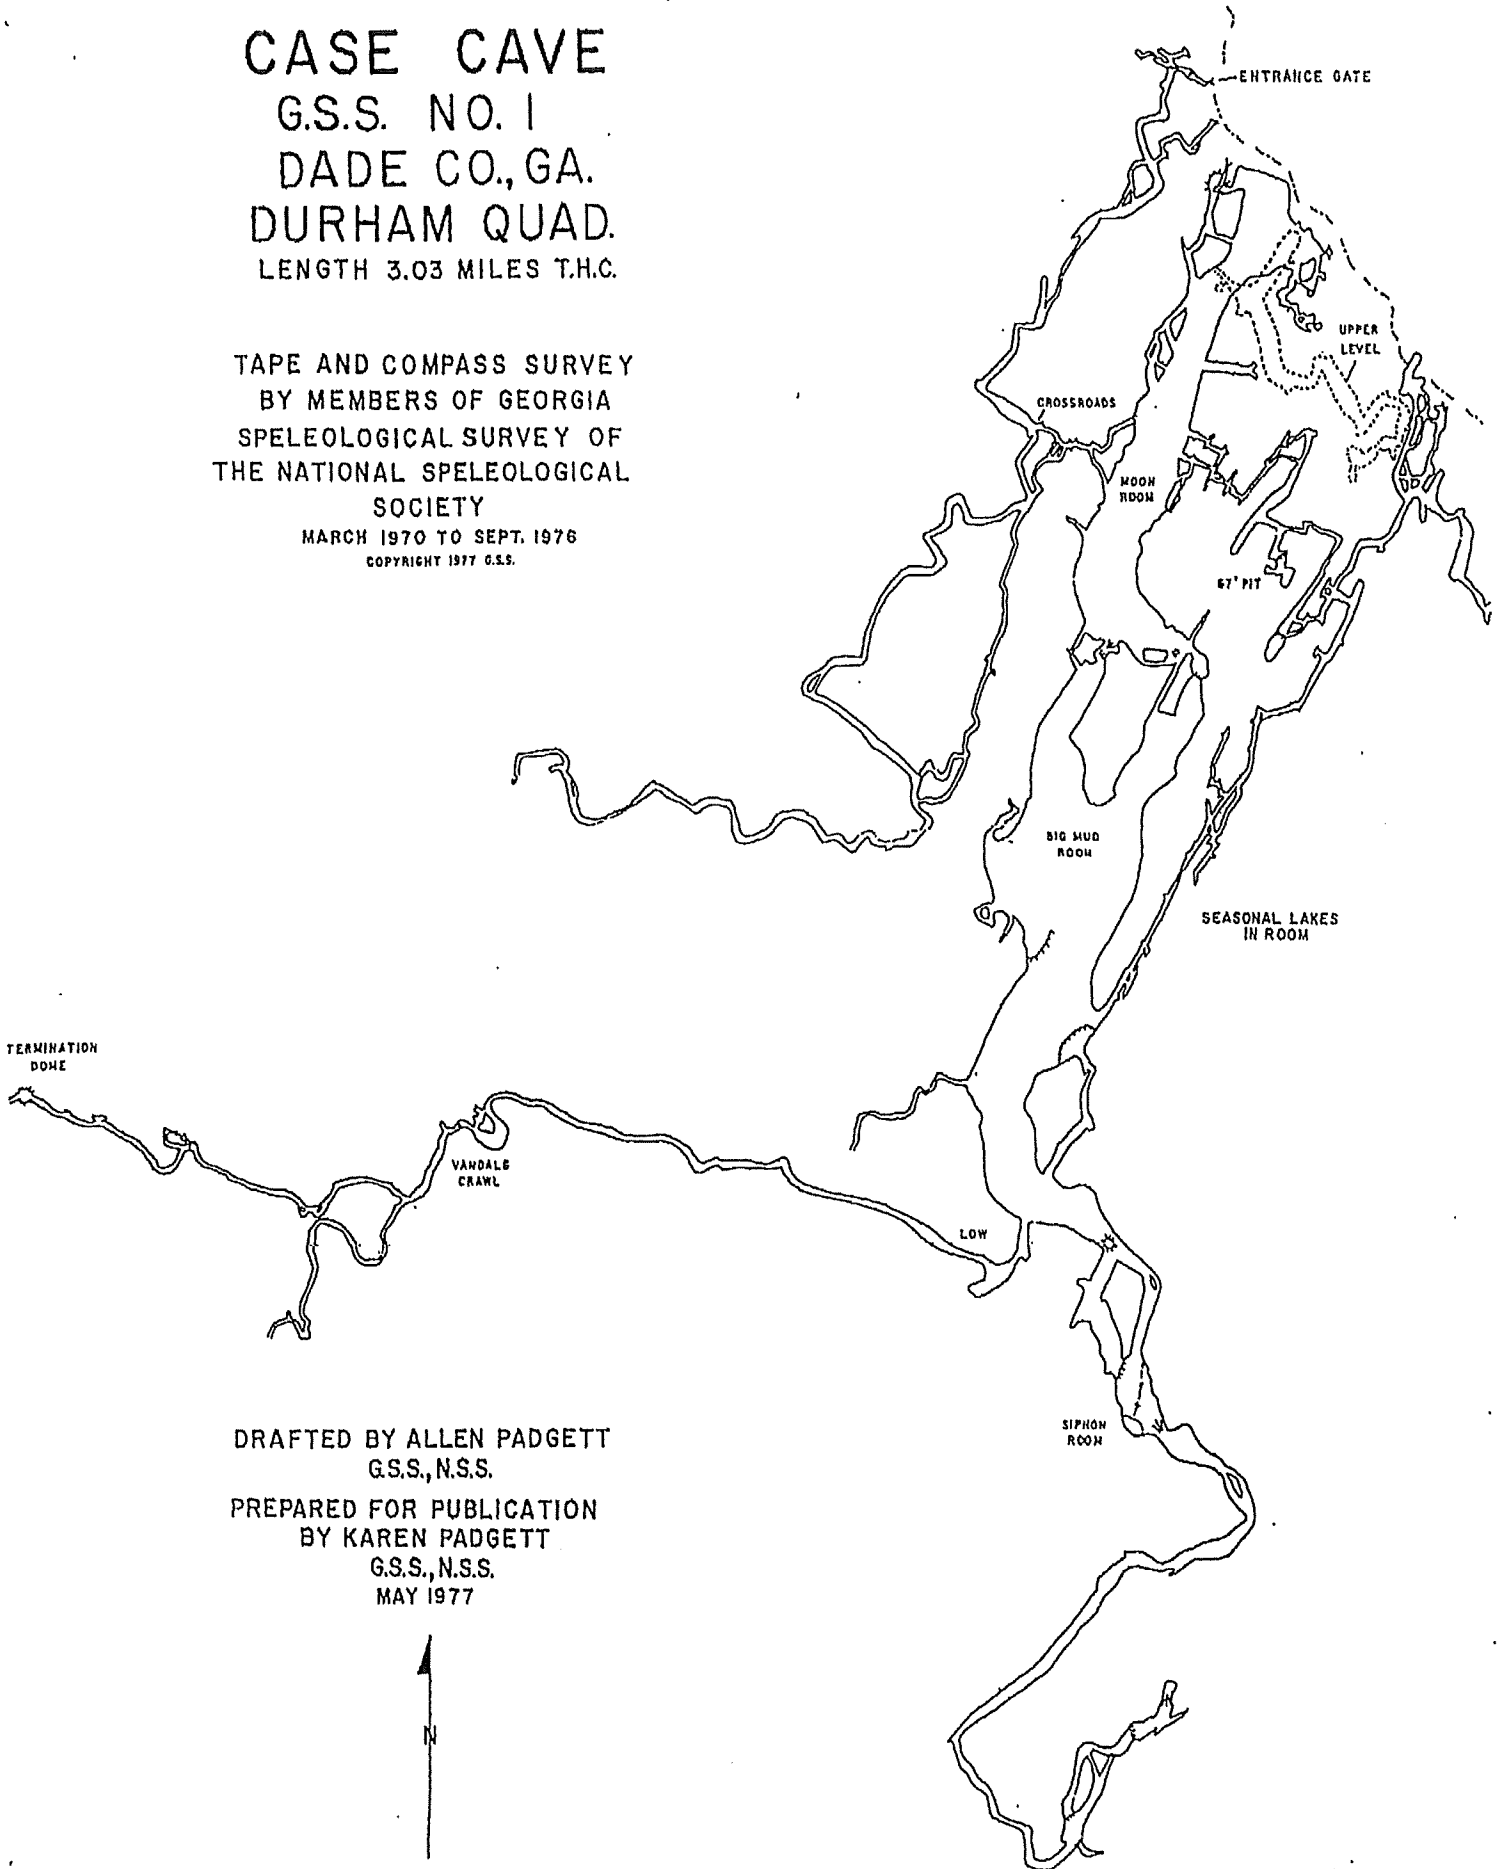 CASE CAVE
G.S.S. NO. 1
DADE CO., GA.
DURHAM QUAD.
LENGTH 3.03 MILES T.H.C.
TAPE AND COMPASS SURVEY
BY MEMBERS OF GEORGIA
SPELEOLOGICAL SURVEY OF
THE NATIONAL SPELEOLOGICAL
SOCIETY
MARCH 1970 TO SEPT. 1976
COPYRIGHT 1977 G.S.S.
ENTRANCE GATE
UPPER
LEVEL
CROSSROADS
MOON
ROOM
67' PIT
BIG MUD
ROOM
SEASONAL LAKES
IN ROOM
TERMINATION
DOME
VANDALS
CRAWL
LOW
SIPHON
ROOM
DRAFTED BY ALLEN PADGETT
G.S.S., N.S.S.
PREPARED FOR PUBLICATION
BY KAREN PADGETT
G.S.S., N.S.S.
MAY 1977
N